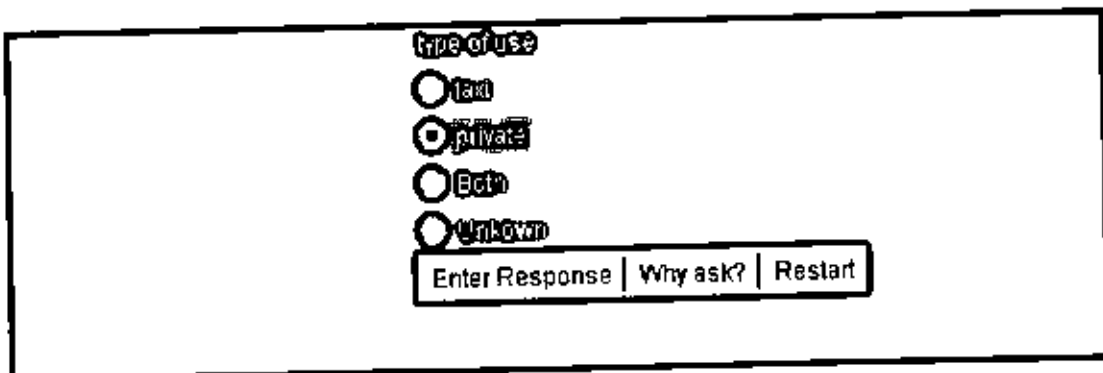 type of use
taxi
private
Both
Unkown
Enter Response Why ask? Restart